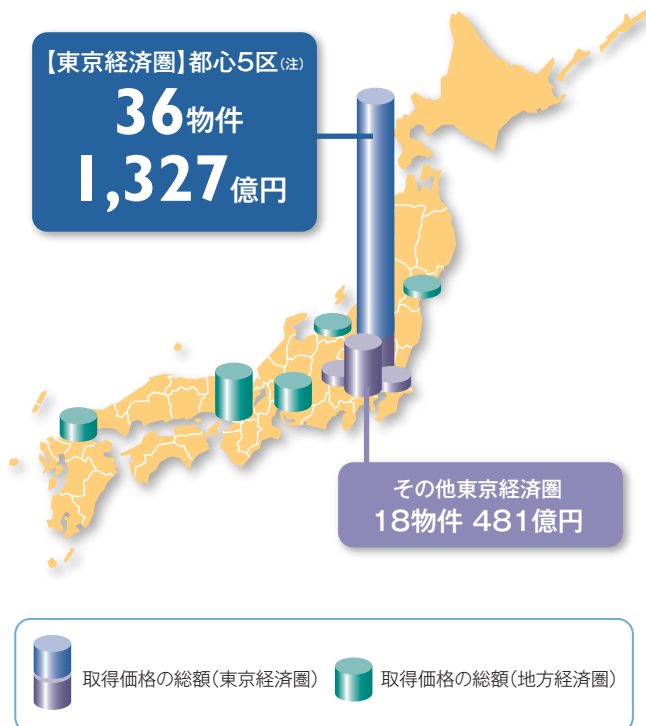 【東京経済圏】都心5区(注)
36物件
1,327億円
その他東京経済圏
18物件 481億円
取得価格の総額(東京経済圏)
取得価格の総額(地方経済圏)